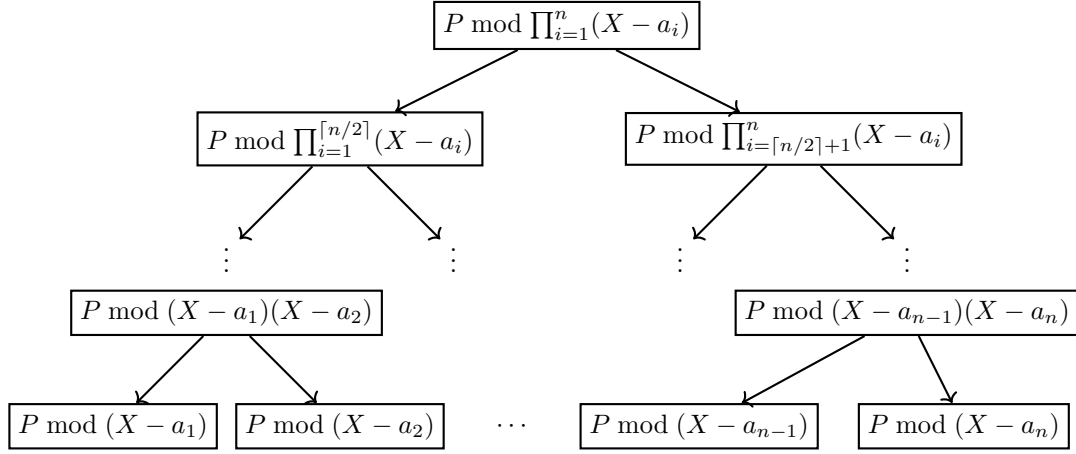 P mod ∏_{i=1}^{n}(X − a_i)
P mod ∏_{i=1}^{⌈n/2⌉}(X − a_i) P mod ∏_{i=⌈n/2⌉+1}^{n}(X − a_i)
⋮ ⋮ ⋮ ⋮
P mod (X − a_1)(X − a_2) P mod (X − a_{n−1})(X − a_n)
P mod (X − a_1) P mod (X − a_2) ⋯ P mod (X − a_{n−1}) P mod (X − a_n)